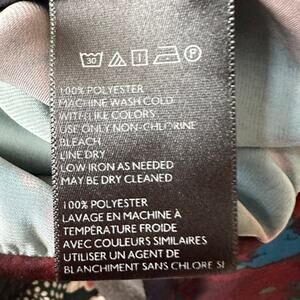 30 P
100% POLYESTER
MACHINE WASH COLD
WITH LIKE COLORS
USE ONLY NON-CHLORINE
BLEACH
LINE DRY
LOW IRON AS NEEDED
MAY BE DRY CLEANED
100% POLYESTER
LAVAGE EN MACHINE À
TEMPÉRATURE FROIDE
AVEC COULEURS SIMILAIRES
UTILISER UN AGENT DE
BLANCHIMENT SANS CHLORE SI